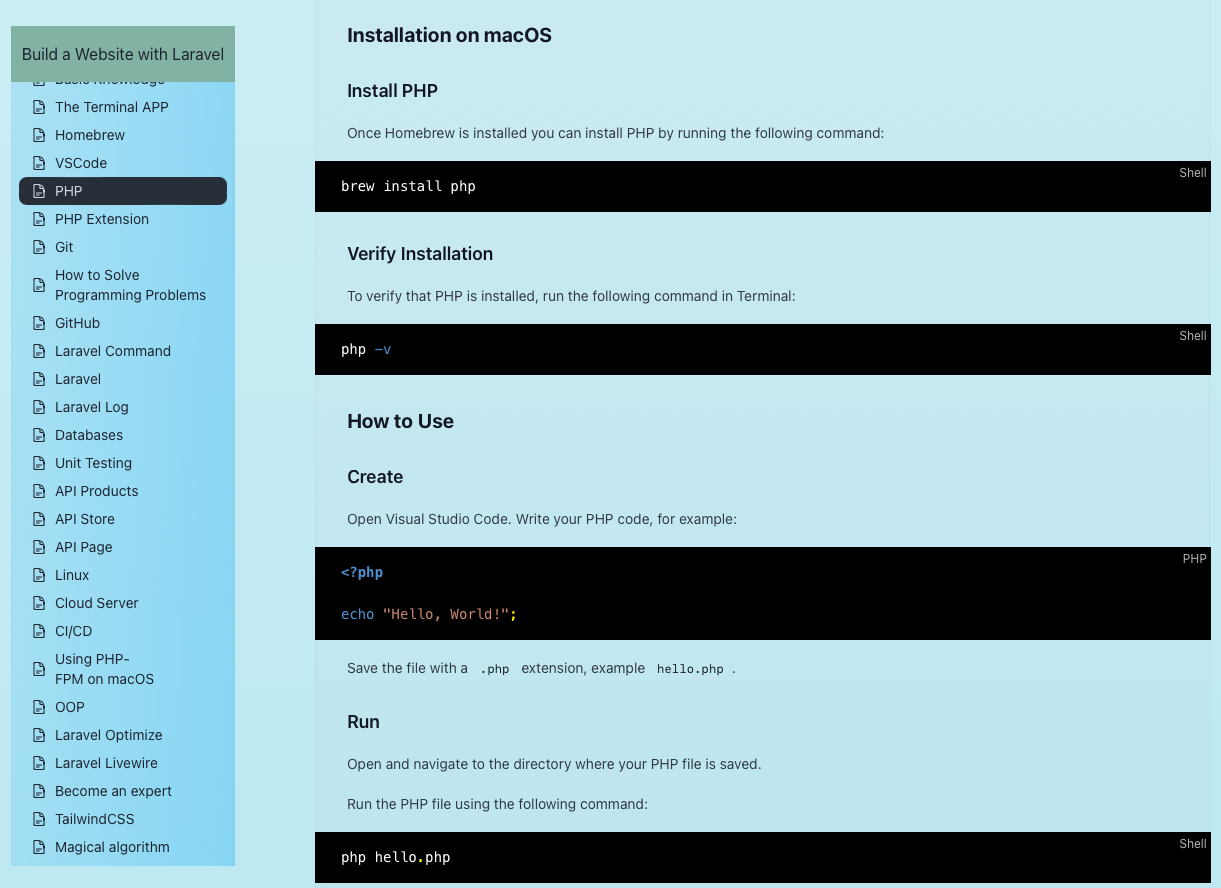 Build a Website with Laravel
Basic Knowledge
The Terminal APP
Homebrew
VSCode
PHP
PHP Extension
Git
How to Solve
Programming Problems
GitHub
Laravel Command
Laravel
Laravel Log
Databases
Unit Testing
API Products
API Store
API Page
Linux
Cloud Server
CI/CD
Using PHP-
FPM on macOS
OOP
Laravel Optimize
Laravel Livewire
Become an expert
TailwindCSS
Magical algorithm
Installation on macOS
Install PHP
Once Homebrew is installed you can install PHP by running the following command:
Shell
brew install php
Verify Installation
To verify that PHP is installed, run the following command in Terminal:
Shell
php -v
How to Use
Create
Open Visual Studio Code. Write your PHP code, for example:
PHP
<?php
echo "Hello, World!";
Save the file with a .php extension, example hello.php .
Run
Open and navigate to the directory where your PHP file is saved.
Run the PHP file using the following command:
Shell
php hello.php